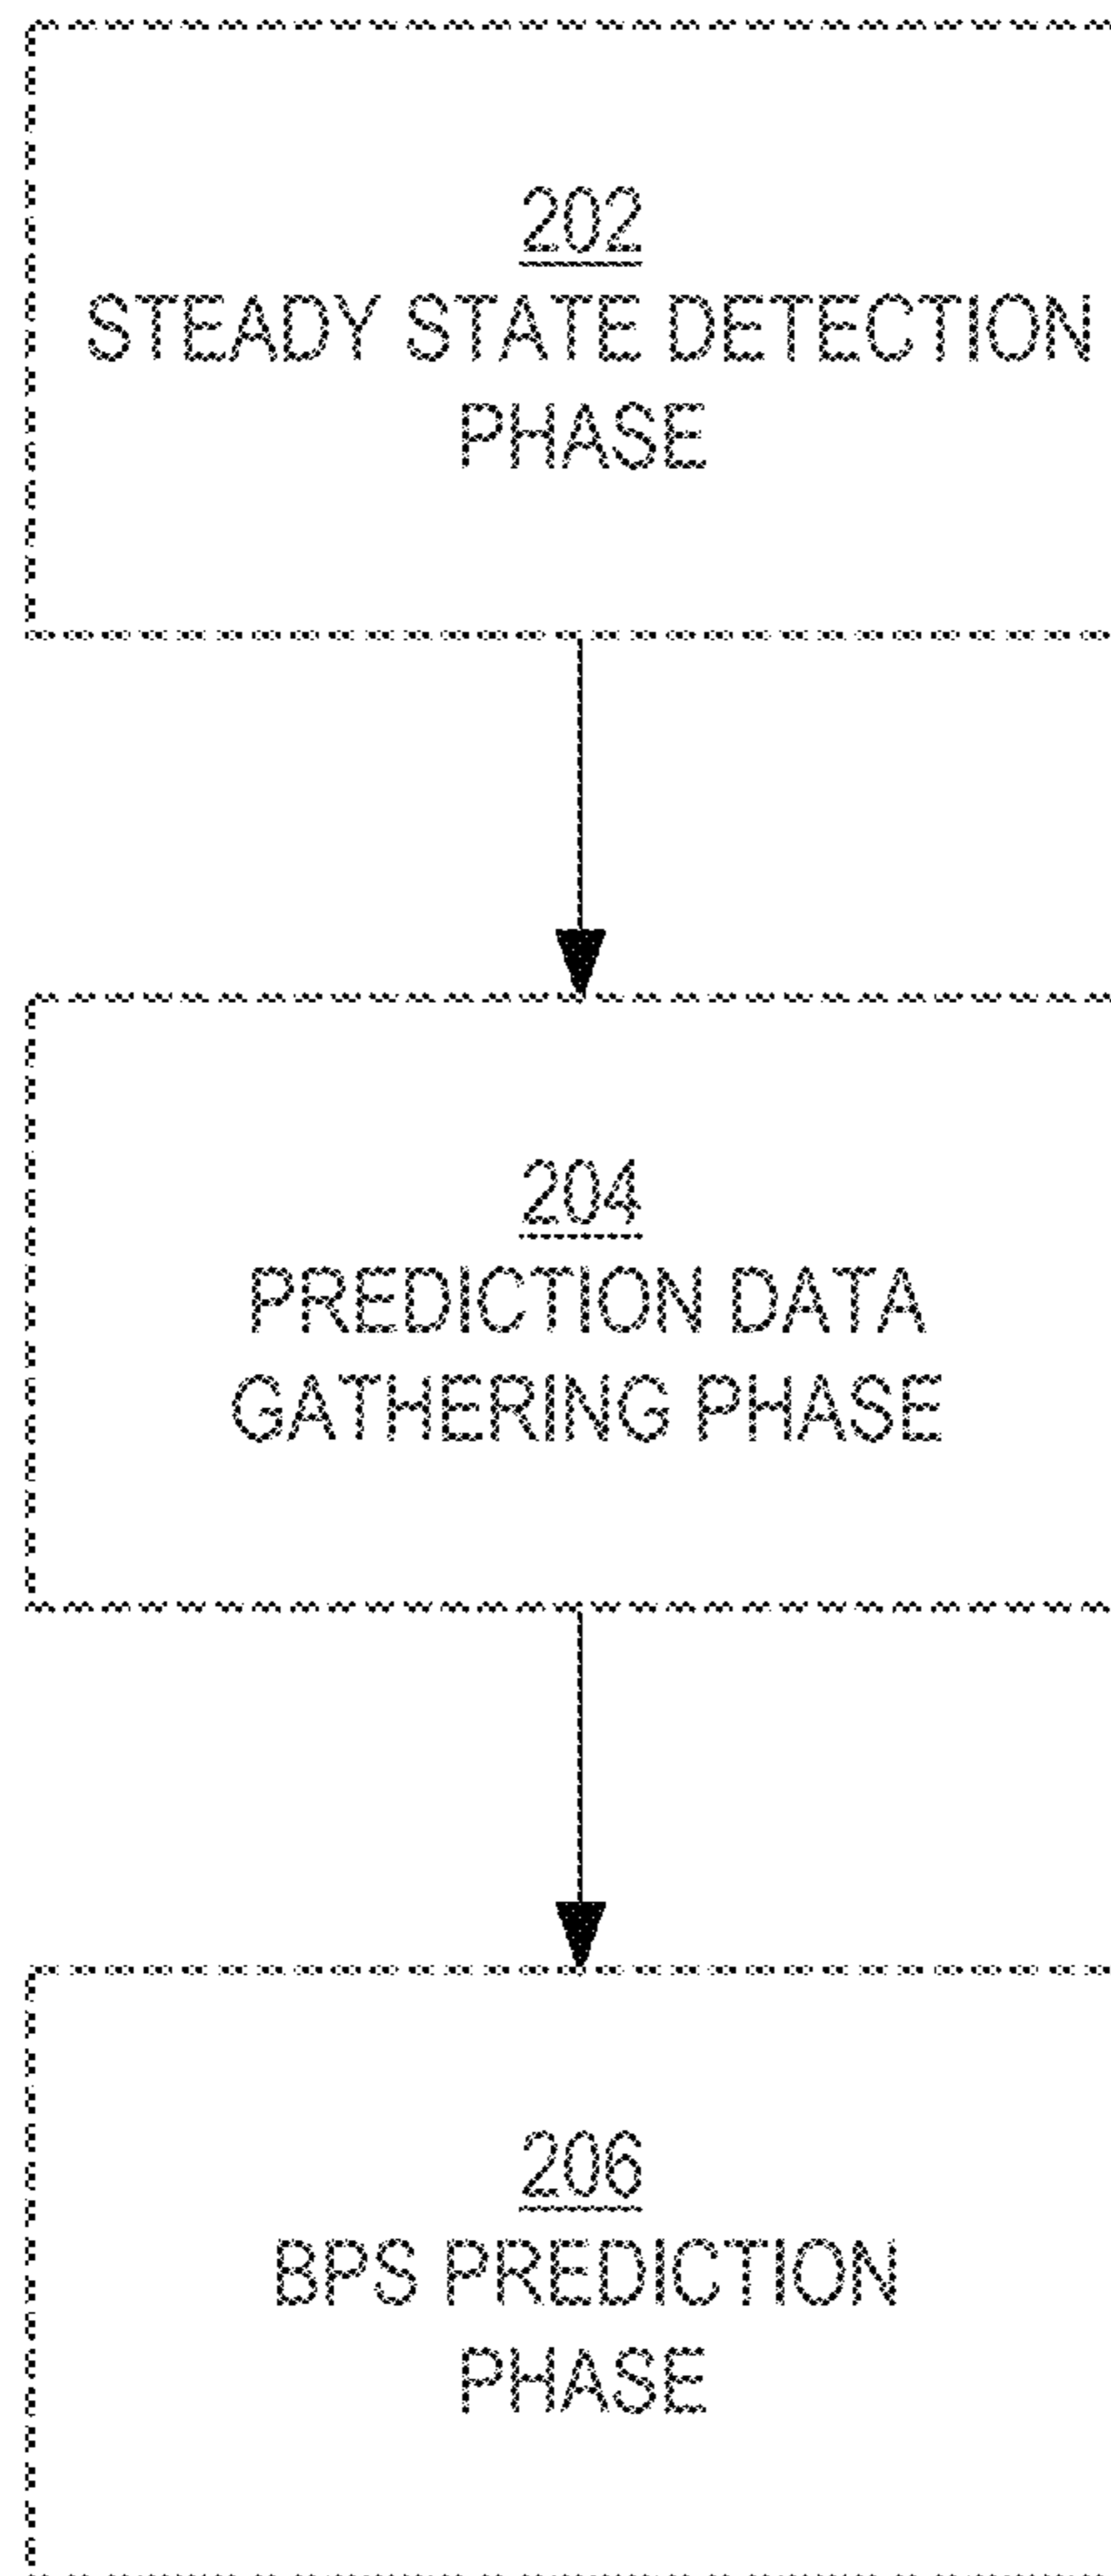 202
STEADY STATE DETECTION
PHASE
204
PREDICTION DATA
GATHERING PHASE
206
BPS PREDICTION
PHASE